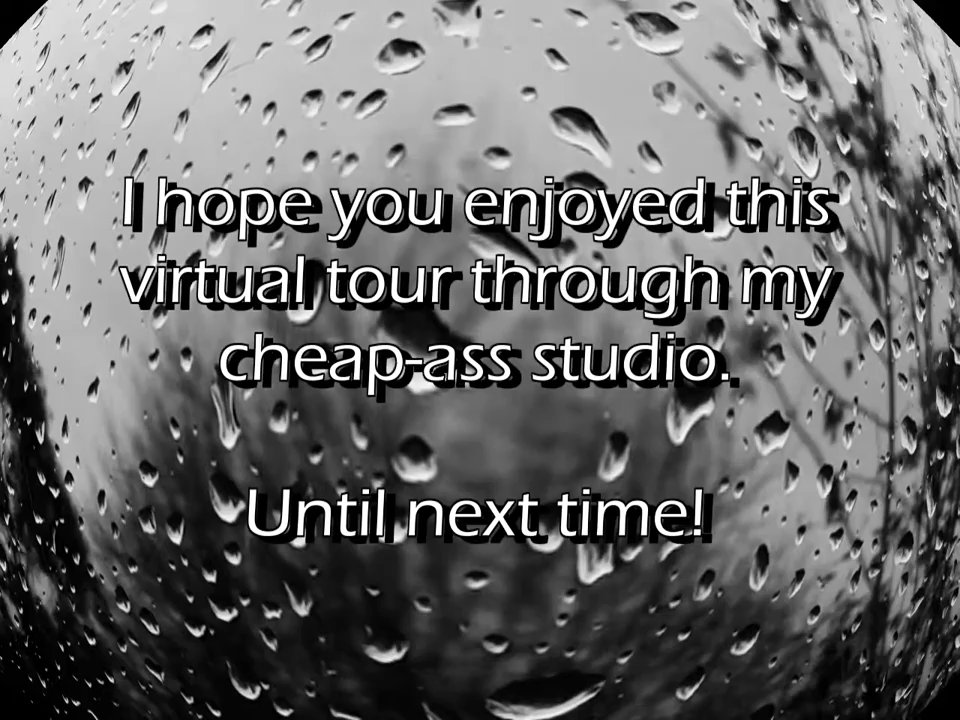 I hope you enjoyed this
virtual tour through my
cheap-ass studio.
Until next time!